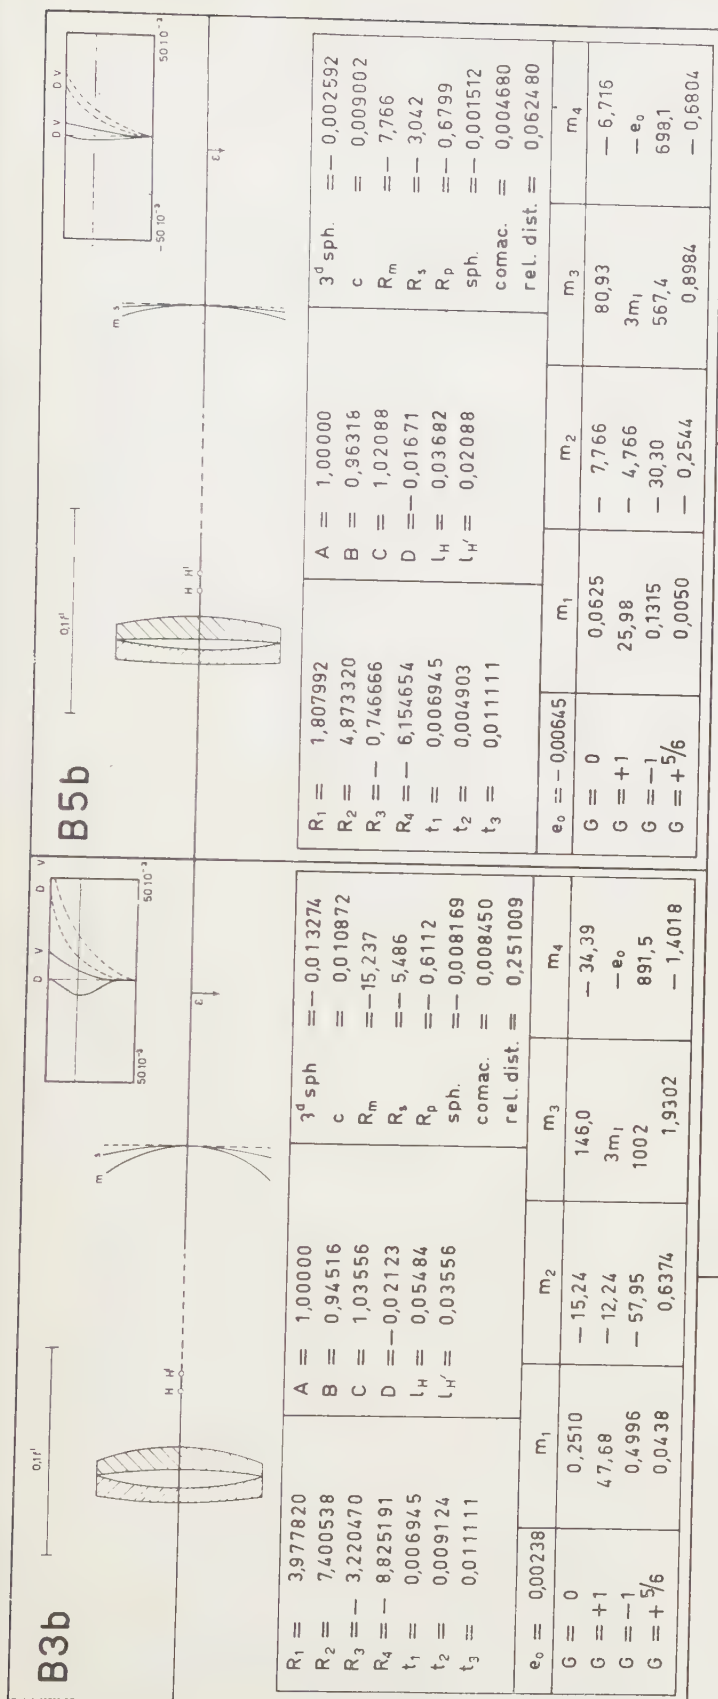 B3b
0,1f'
H H'
m s
ε
D V D V
50 10⁻³ 50 10⁻³
R₁ = 3,977820
R₂ = 7,400538
R₃ = − 3,220470
R₄ = − 8,825191
t₁ = 0,006945
t₂ = 0,009124
t₃ = 0,011111
A = 1,00000
B = 0,94516
C = 1,03556
D = − 0,02123
l_H = 0,05484
l_H' = 0,03556
3ᵈ sph = − 0,013274
c = 0,010872
R_m = − 15,237
R_s = − 5,486
R_p = − 0,6112
sph. = − 0,008169
comac. = 0,008450
rel. dist. = 0,251009
e₀ = 0,00238 m₁ m₂ m₃ m₄
G = 0 0,2510 − 15,24 146,0 − 34,39
G = +1 47,68 − 12,24 3m₁ − e₀
G = −1 0,4996 − 57,95 1002 891,5
G = + 5/6 0,0438 0,6374 1,9302 − 1,4018
B5b
0,1f'
H H'
m s
ε
D V D V
− 50 10⁻³ 50 10⁻³
R₁ = 1,807992
R₂ = 4,873320
R₃ = − 0,746666
R₄ = − 6,154654
t₁ = 0,006945
t₂ = 0,004903
t₃ = 0,011111
A = 1,00000
B = 0,96318
C = 1,02088
D = − 0,01671
l_H = 0,03682
l_H' = 0,02088
3ᵈ sph. = − 0,002592
c = 0,009002
R_m = − 7,766
R_s = − 3,042
R_p = − 0,6799
sph. = − 0,001512
comac. = 0,004680
rel. dist. = 0,062480
e₀ = − 0,00645 m₁ m₂ m₃ m₄
G = 0 0,0625 − 7,766 80,93 − 6,716
G = +1 25,98 − 4,766 3m₁ − e₀
G = −1 0,1315 − 30,30 567,4 698,1
G = + 5/6 0,0050 − 0,2544 0,8984 − 0,6804